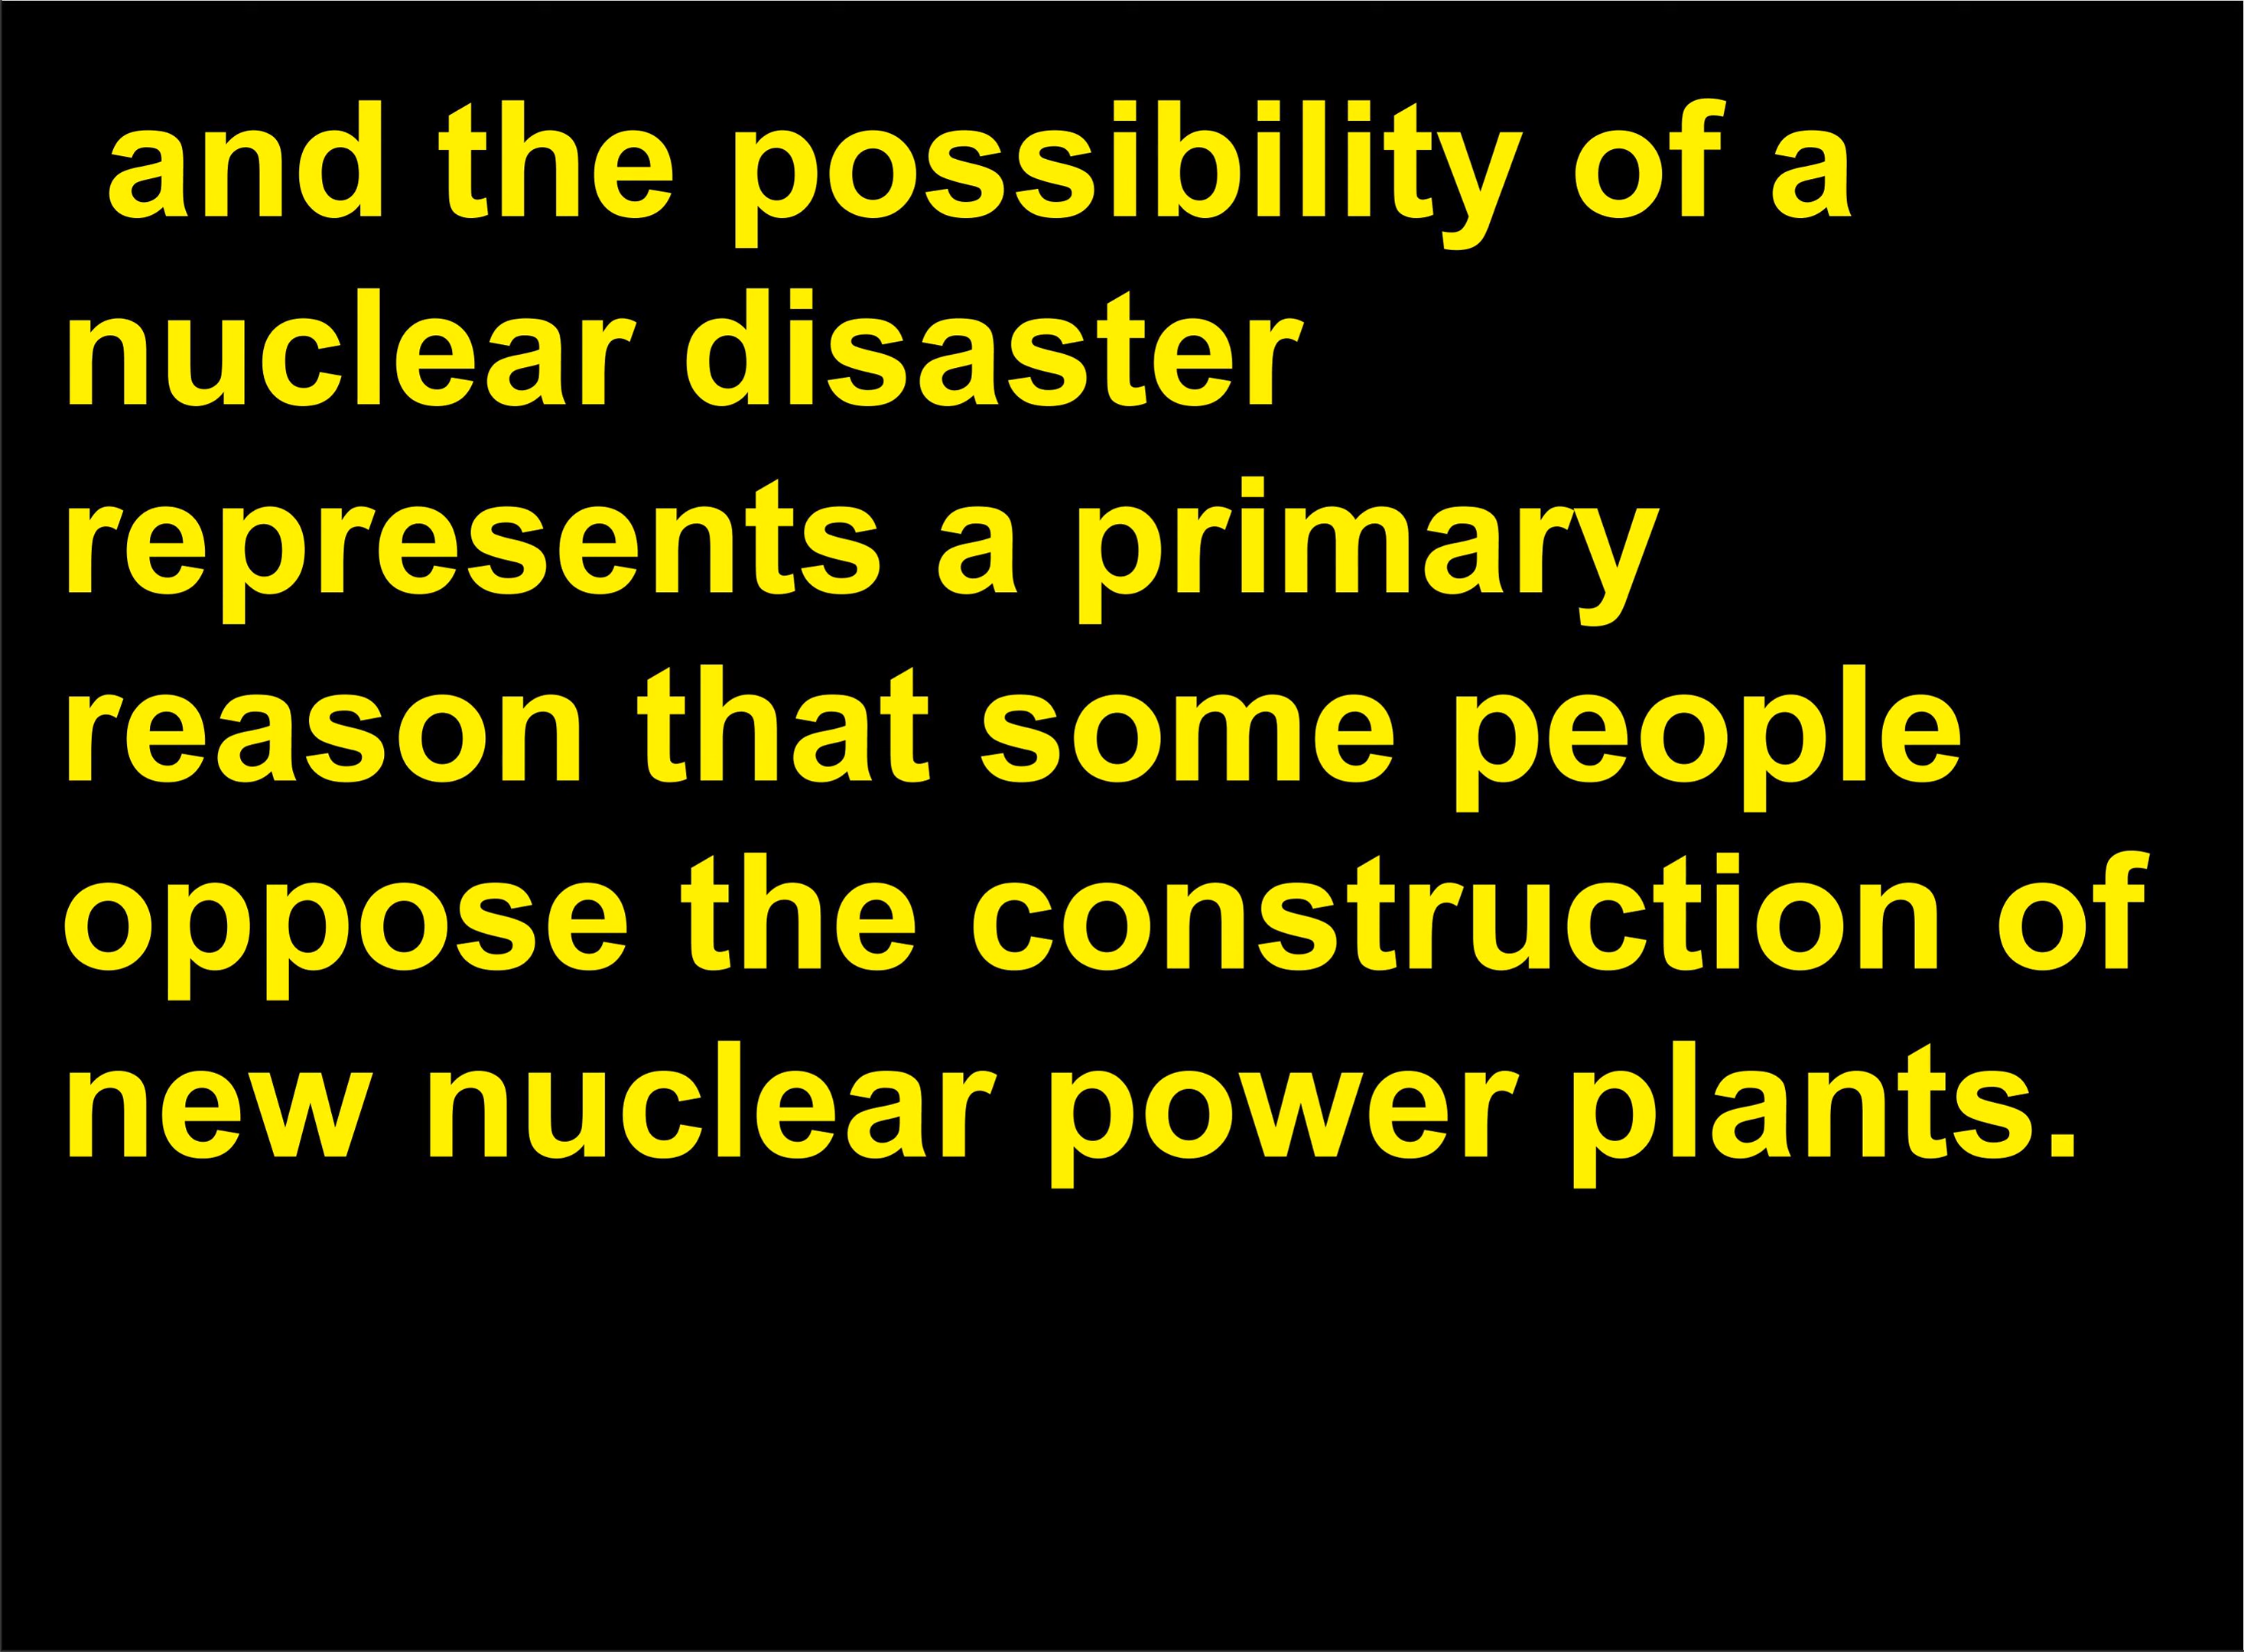 and the possibility of a
nuclear disaster
represents a primary
reason that some people
oppose the construction of
new nuclear power plants.